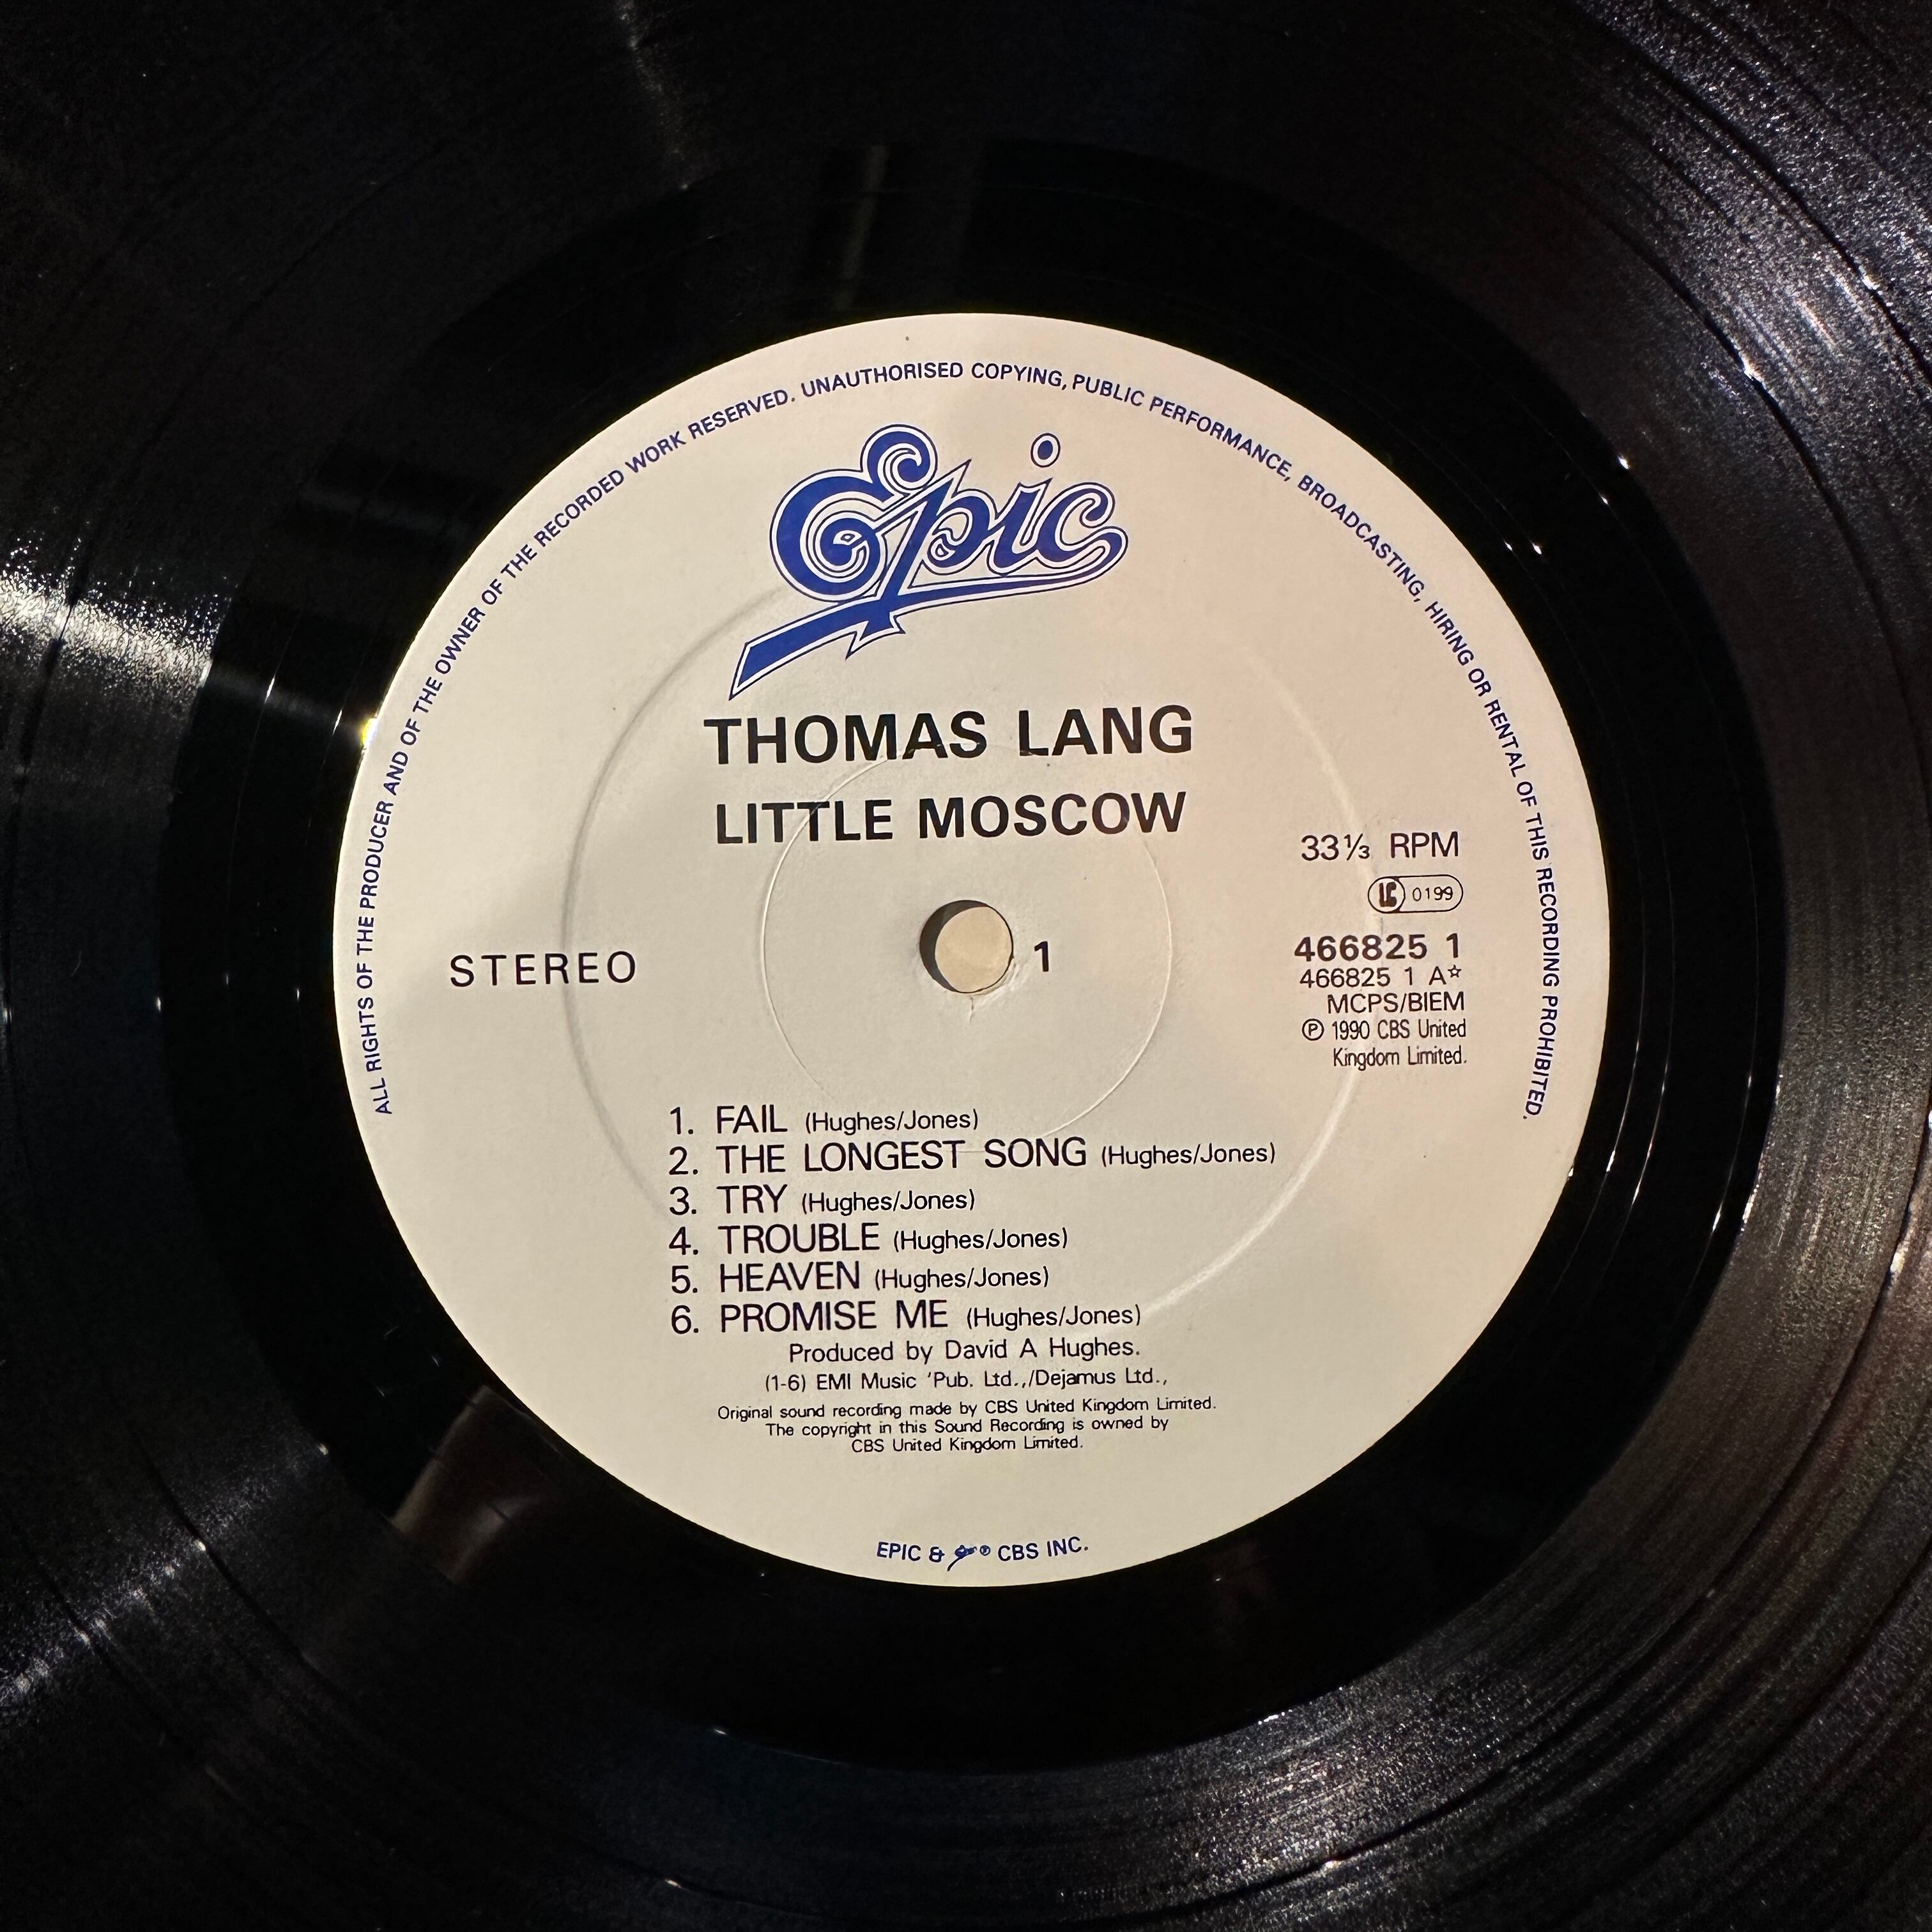 ALL RIGHTS OF THE PRODUCER AND OF THE OWNER OF THE RECORDED WORK RESERVED. UNAUTHORISED COPYING, PUBLIC PERFORMANCE, BROADCASTING, HIRING OR RENTAL OF THIS RECORDING PROHIBITED.
Epic
THOMAS LANG
LITTLE MOSCOW
33⅓ RPM
LC 0199
STEREO
1
466825 1
466825 1 A☆
MCPS/BIEM
℗ 1990 CBS United
Kingdom Limited.
1. FAIL (Hughes/Jones)
2. THE LONGEST SONG (Hughes/Jones)
3. TRY (Hughes/Jones)
4. TROUBLE (Hughes/Jones)
5. HEAVEN (Hughes/Jones)
6. PROMISE ME (Hughes/Jones)
Produced by David A Hughes.
(1-6) EMI Music 'Pub. Ltd.,/Dejamus Ltd.,
Original sound recording made by CBS United Kingdom Limited.
The copyright in this Sound Recording is owned by
CBS United Kingdom Limited.
EPIC & Epic ® CBS INC.